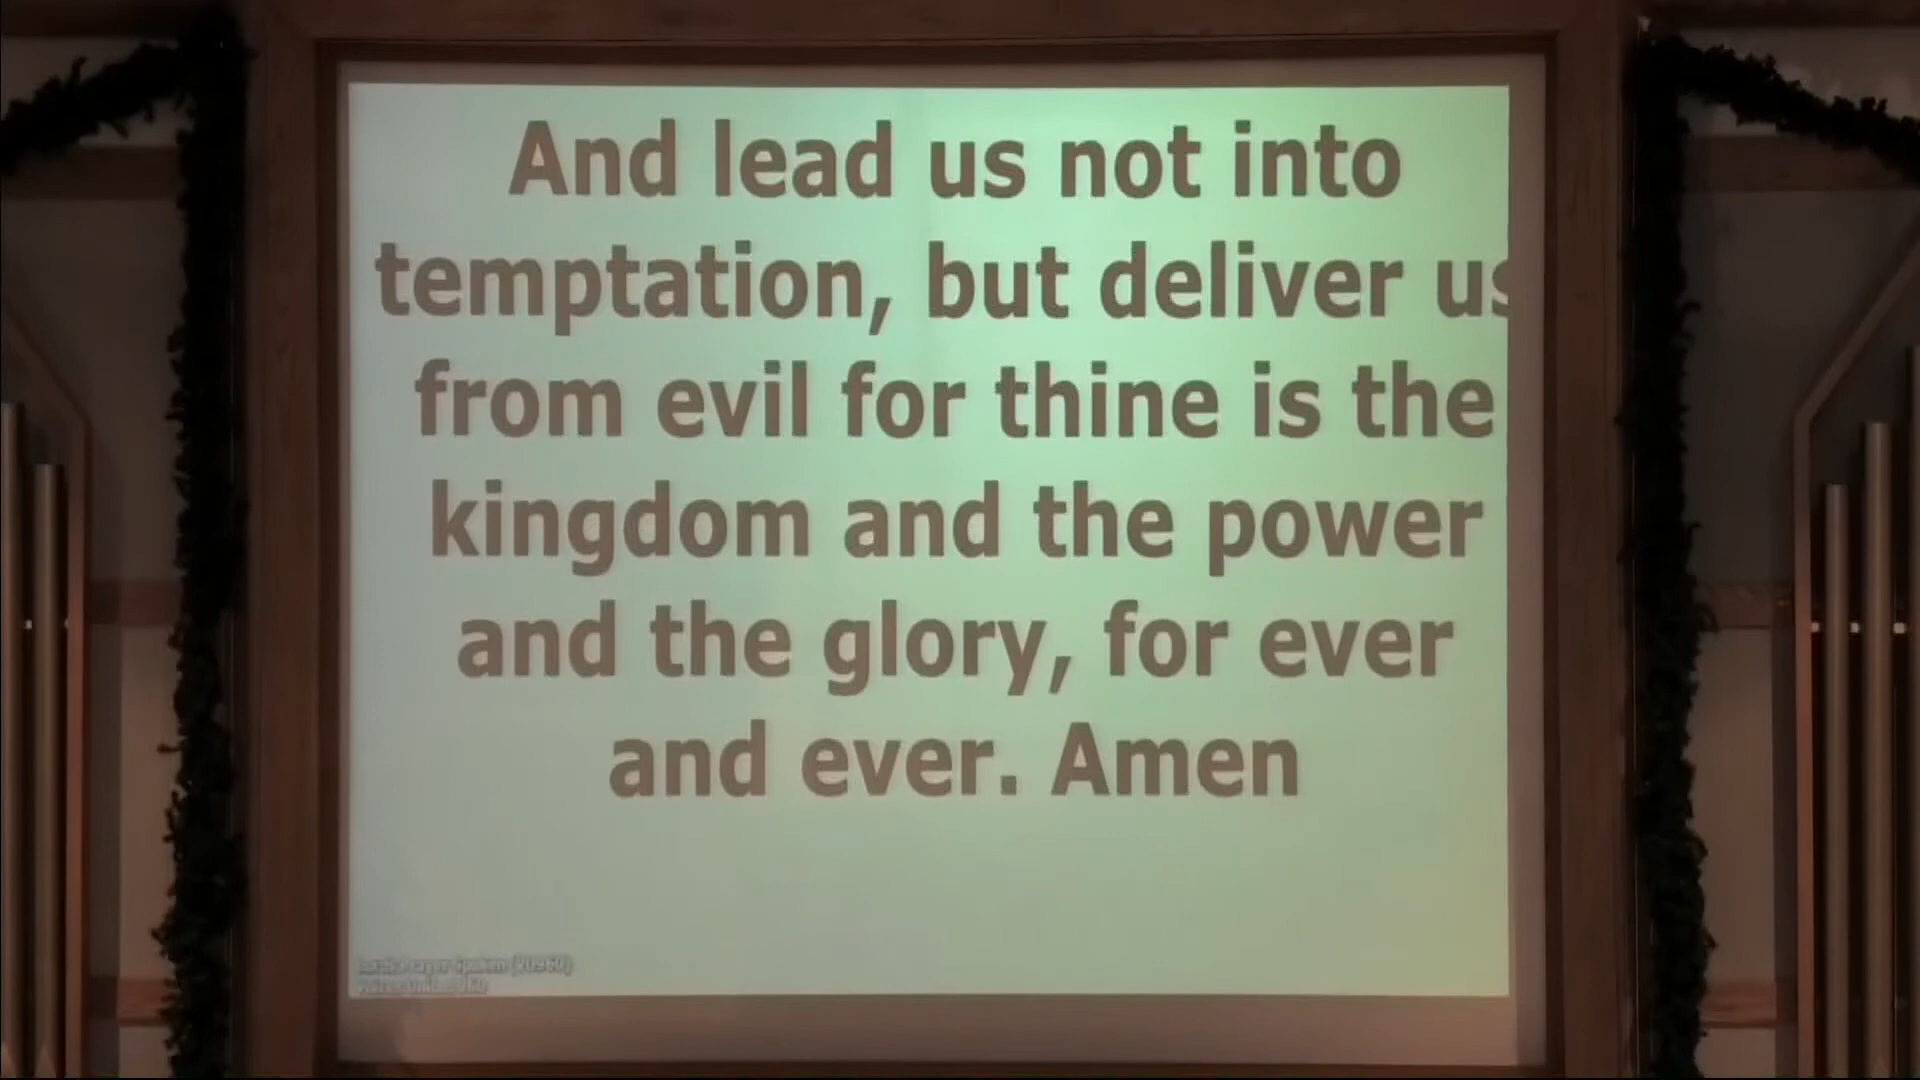 And lead us not into
temptation, but deliver us
from evil for thine is the
kingdom and the power
and the glory, for ever
and ever. Amen